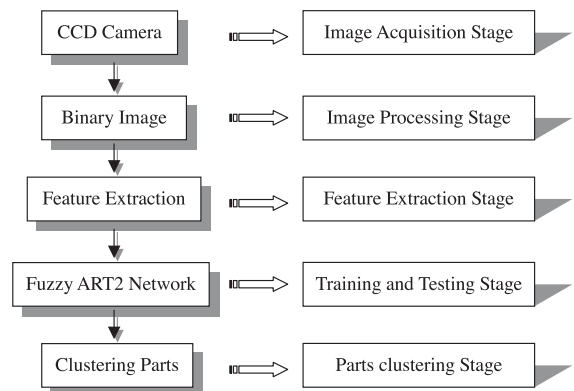 CCD Camera
Image Acquisition Stage
Binary Image
Image Processing Stage
Feature Extraction
Feature Extraction Stage
Fuzzy ART2 Network
Training and Testing Stage
Clustering Parts
Parts clustering Stage